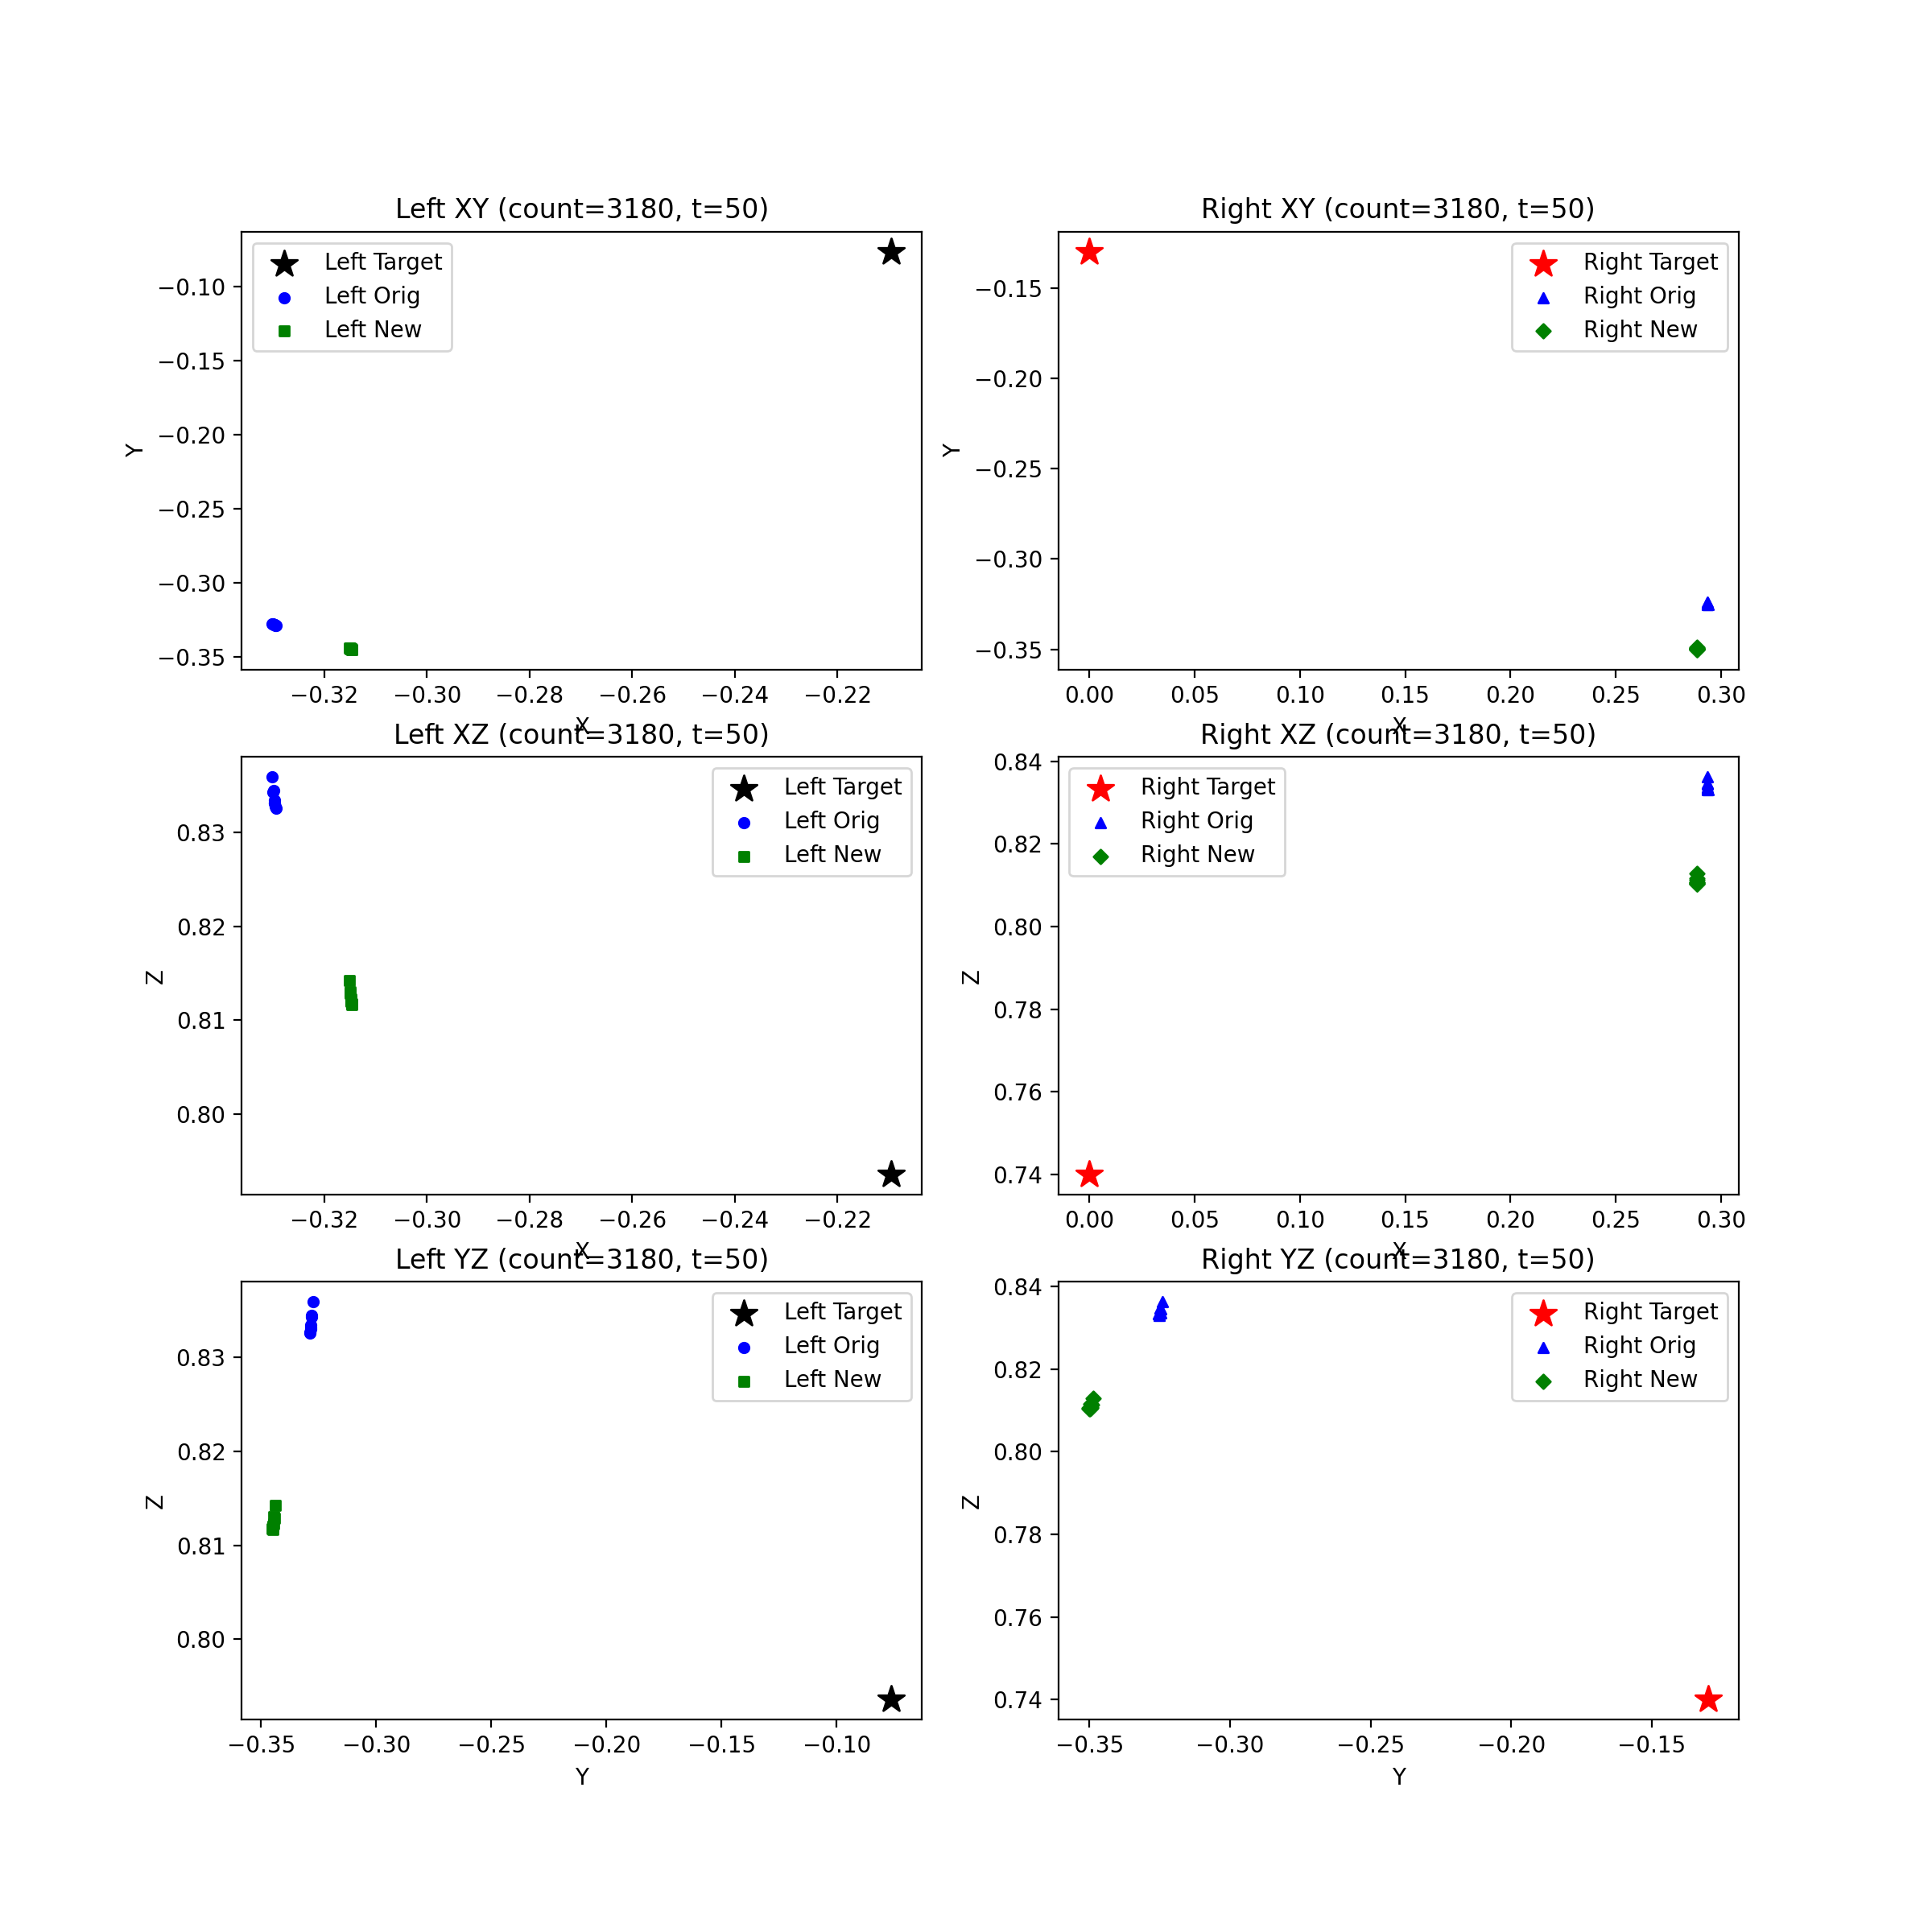 Left XY (count=3180, t=50)
Left Target
Left Orig
Left New
−0.10
−0.15
−0.20
−0.25
−0.30
−0.35
Y
−0.32 −0.30 −0.28 −0.26 −0.24 −0.22
X
Right XY (count=3180, t=50)
Right Target
Right Orig
Right New
−0.15
−0.20
−0.25
−0.30
−0.35
Y
0.00 0.05 0.10 0.15 0.20 0.25 0.30
X
Left XZ (count=3180, t=50)
Left Target
Left Orig
Left New
0.83
0.82
0.81
0.80
Z
−0.32 −0.30 −0.28 −0.26 −0.24 −0.22
X
Right XZ (count=3180, t=50)
Right Target
Right Orig
Right New
0.84
0.82
0.80
0.78
0.76
0.74
Z
0.00 0.05 0.10 0.15 0.20 0.25 0.30
X
Left YZ (count=3180, t=50)
Left Target
Left Orig
Left New
0.83
0.82
0.81
0.80
Z
−0.35 −0.30 −0.25 −0.20 −0.15 −0.10
Y
Right YZ (count=3180, t=50)
Right Target
Right Orig
Right New
0.84
0.82
0.80
0.78
0.76
0.74
Z
−0.35 −0.30 −0.25 −0.20 −0.15
Y